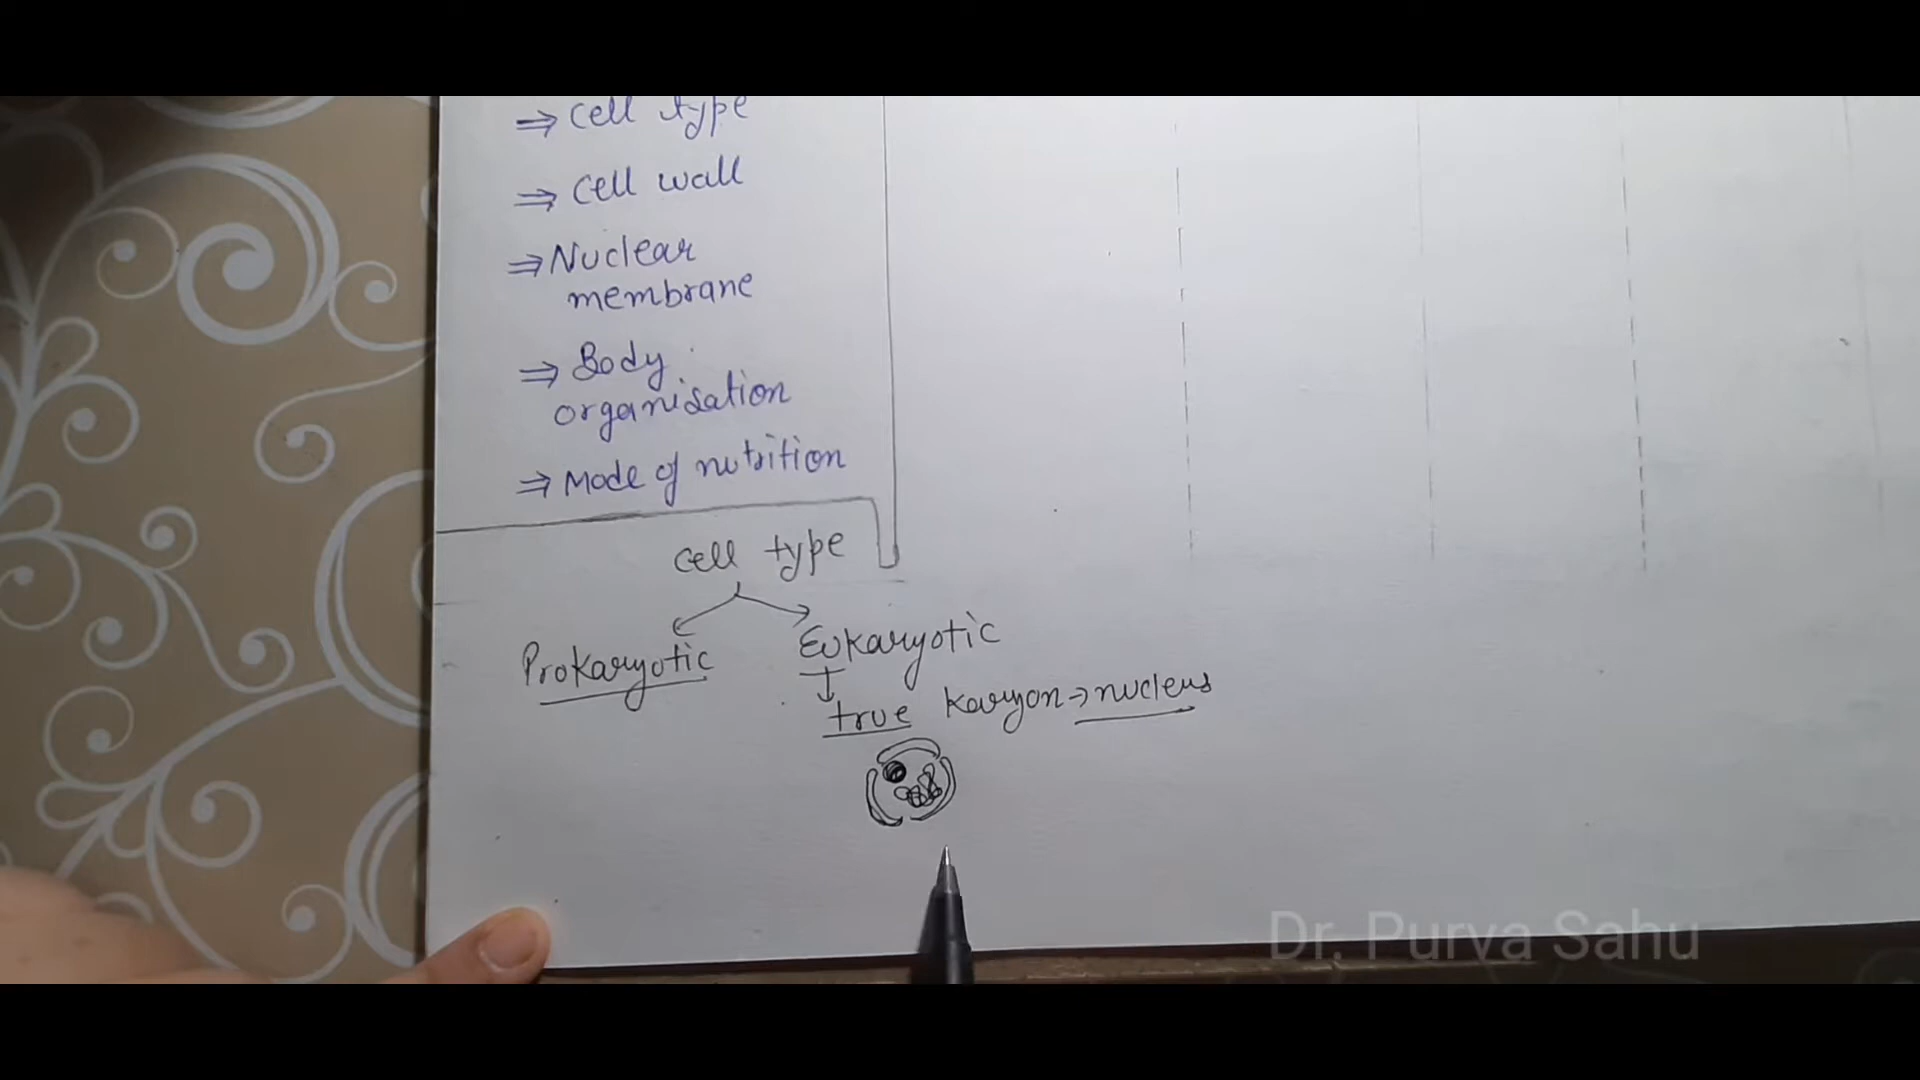 ⇒ cell type
⇒ cell wall
⇒ Nuclear
membrane
⇒ Body
organisation
⇒ Mode of nutrition
cell type
Prokaryotic Eukaryotic
true karyon → nucleus
Dr. Purva Sahu